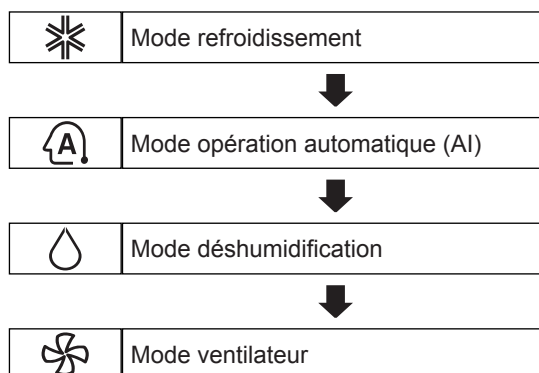 Mode refroidissement
A
Mode opération automatique (AI)
Mode déshumidification
Mode ventilateur